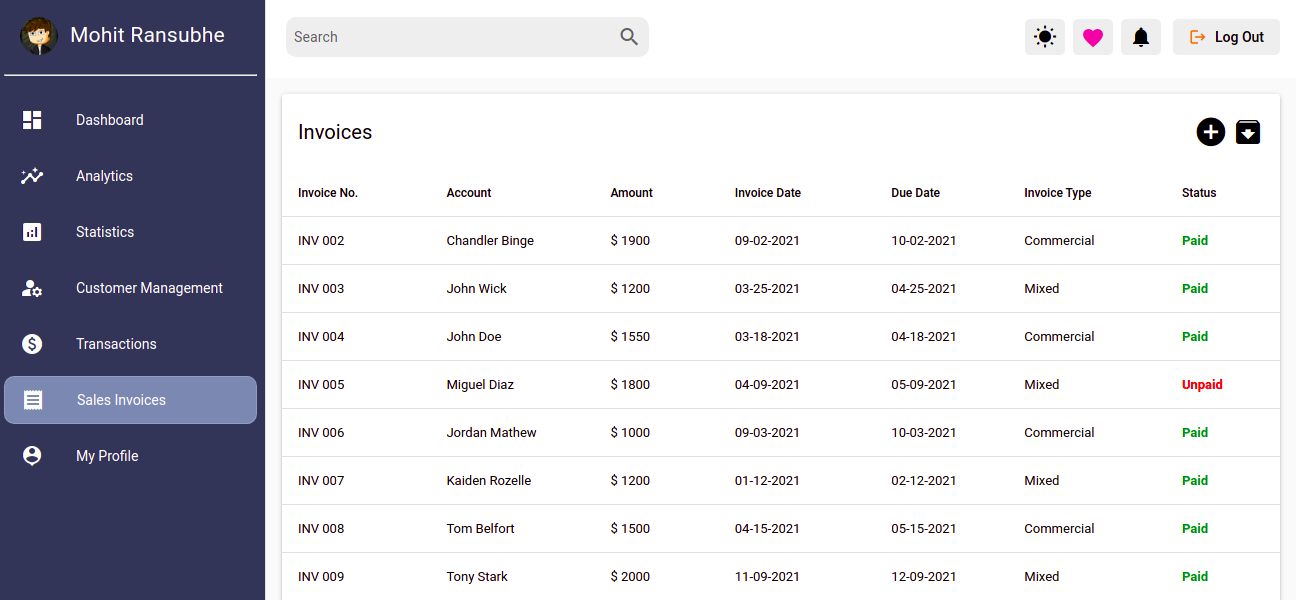 Mohit Ransubhe
Dashboard
Analytics
Statistics
Customer Management
Transactions
Sales Invoices
My Profile
Search
Log Out
Invoices
Invoice No. Account Amount Invoice Date Due Date Invoice Type Status
INV 002 Chandler Binge $ 1900 09-02-2021 10-02-2021 Commercial Paid
INV 003 John Wick $ 1200 03-25-2021 04-25-2021 Mixed Paid
INV 004 John Doe $ 1550 03-18-2021 04-18-2021 Commercial Paid
INV 005 Miguel Diaz $ 1800 04-09-2021 05-09-2021 Mixed Unpaid
INV 006 Jordan Mathew $ 1000 09-03-2021 10-03-2021 Commercial Paid
INV 007 Kaiden Rozelle $ 1200 01-12-2021 02-12-2021 Mixed Paid
INV 008 Tom Belfort $ 1500 04-15-2021 05-15-2021 Commercial Paid
INV 009 Tony Stark $ 2000 11-09-2021 12-09-2021 Mixed Paid